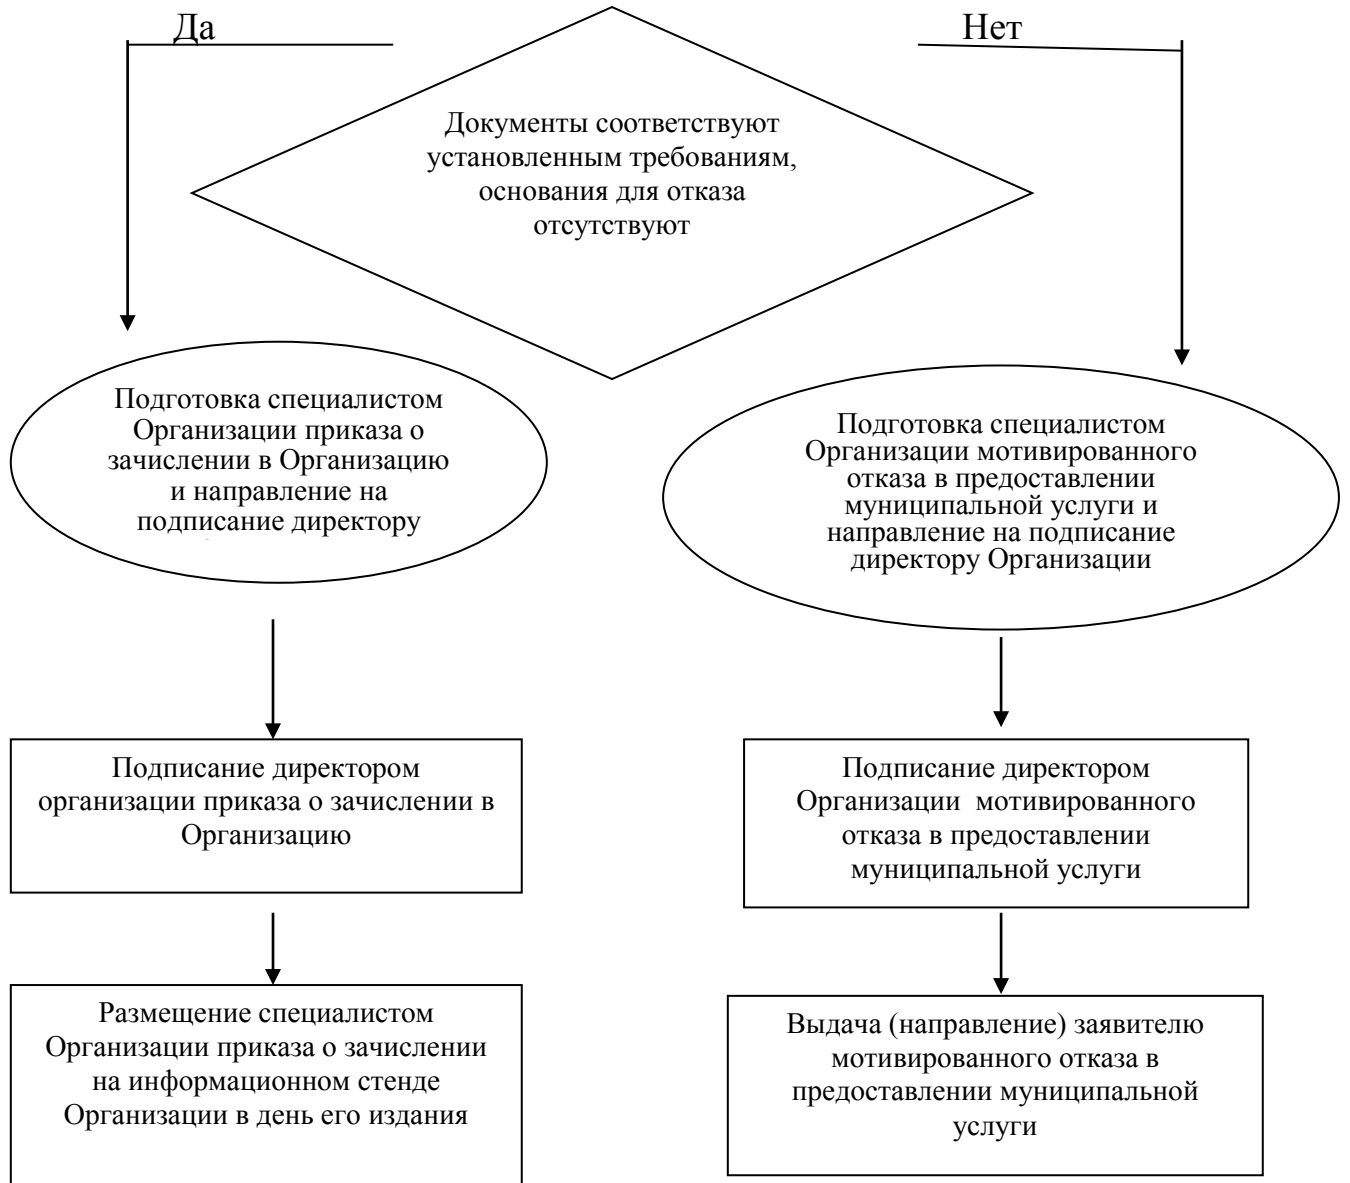 Да
Нет
Документы соответствуют
установленным требованиям,
основания для отказа
отсутствуют
Подготовка специалистом
Организации приказа о
зачислении в Организацию
и направление на
подписание директору
Подготовка специалистом
Организации мотивированного
отказа в предоставлении
муниципальной услуги и
направление на подписание
директору Организации
Подписание директором
организации приказа о зачислении в
Организацию
Подписание директором
Организации  мотивированного
отказа в предоставлении
муниципальной услуги
Размещение специалистом
Организации приказа о зачислении
на информационном стенде
Организации в день его издания
Выдача (направление) заявителю
мотивированного отказа в
предоставлении муниципальной
услуги